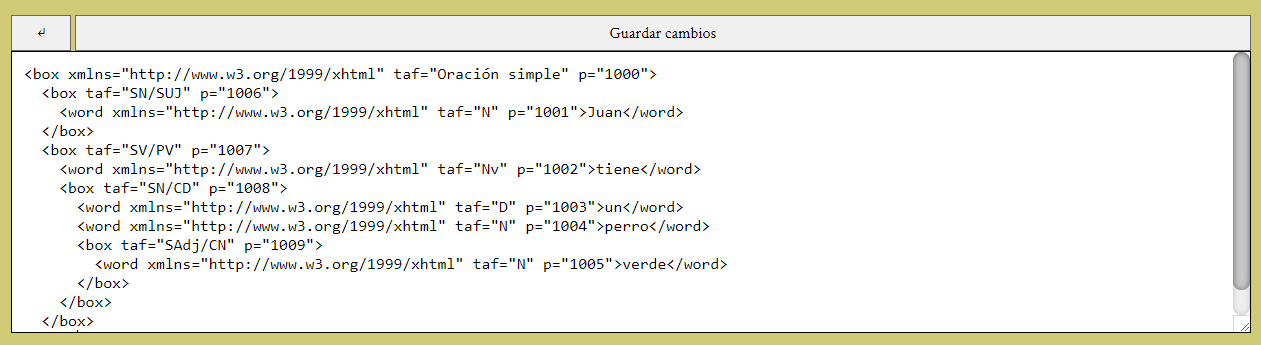 ↲ Guardar cambios
<box xmlns="http://www.w3.org/1999/xhtml" taf="Oración simple" p="1000">
  <box taf="SN/SUJ" p="1006">
    <word xmlns="http://www.w3.org/1999/xhtml" taf="N" p="1001">Juan</word>
  </box>
  <box taf="SV/PV" p="1007">
    <word xmlns="http://www.w3.org/1999/xhtml" taf="Nv" p="1002">tiene</word>
    <box taf="SN/CD" p="1008">
      <word xmlns="http://www.w3.org/1999/xhtml" taf="D" p="1003">un</word>
      <word xmlns="http://www.w3.org/1999/xhtml" taf="N" p="1004">perro</word>
      <box taf="SAdj/CN" p="1009">
        <word xmlns="http://www.w3.org/1999/xhtml" taf="N" p="1005">verde</word>
      </box>
    </box>
  </box>